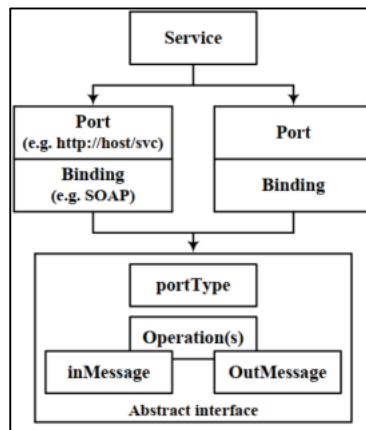 Service
Port
(e.g. http://host/svc)
Binding
(e.g. SOAP)
Port
Binding
portType
Operation(s)
inMessage
OutMessage
Abstract interface